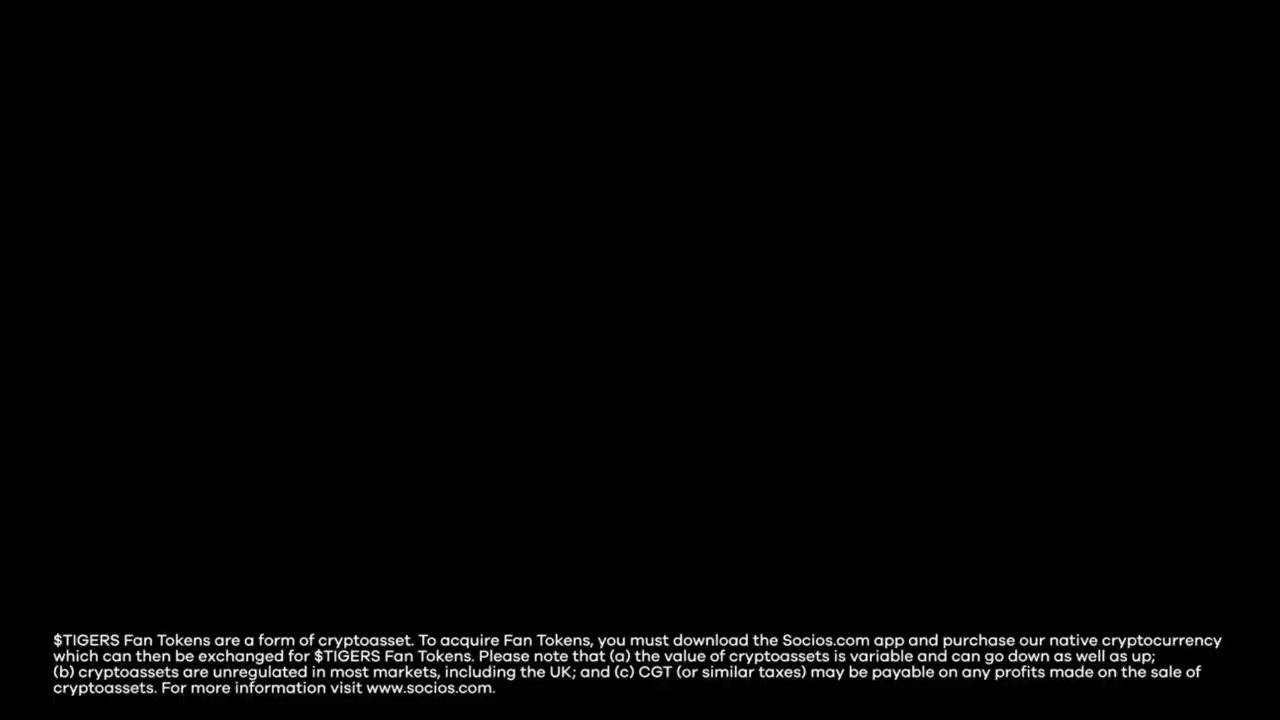 $TIGERS Fan Tokens are a form of cryptoasset. To acquire Fan Tokens, you must download the Socios.com app and purchase our native cryptocurrency
which can then be exchanged for $TIGERS Fan Tokens. Please note that (a) the value of cryptoassets is variable and can go down as well as up;
(b) cryptoassets are unregulated in most markets, including the UK; and (c) CGT (or similar taxes) may be payable on any profits made on the sale of
cryptoassets. For more information visit www.socios.com.